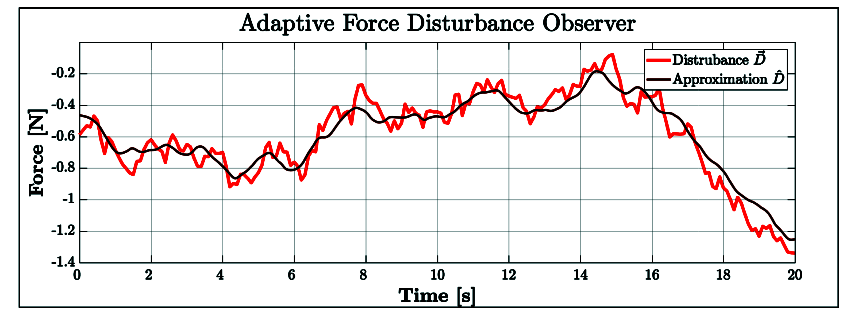 Adaptive Force Disturbance Observer
Distrubance D⃗
Approximation D̂
Force [N]
-0.2
-0.4
-0.6
-0.8
-1
-1.2
-1.4
0 2 4 6 8 10 12 14 16 18 20
Time [s]